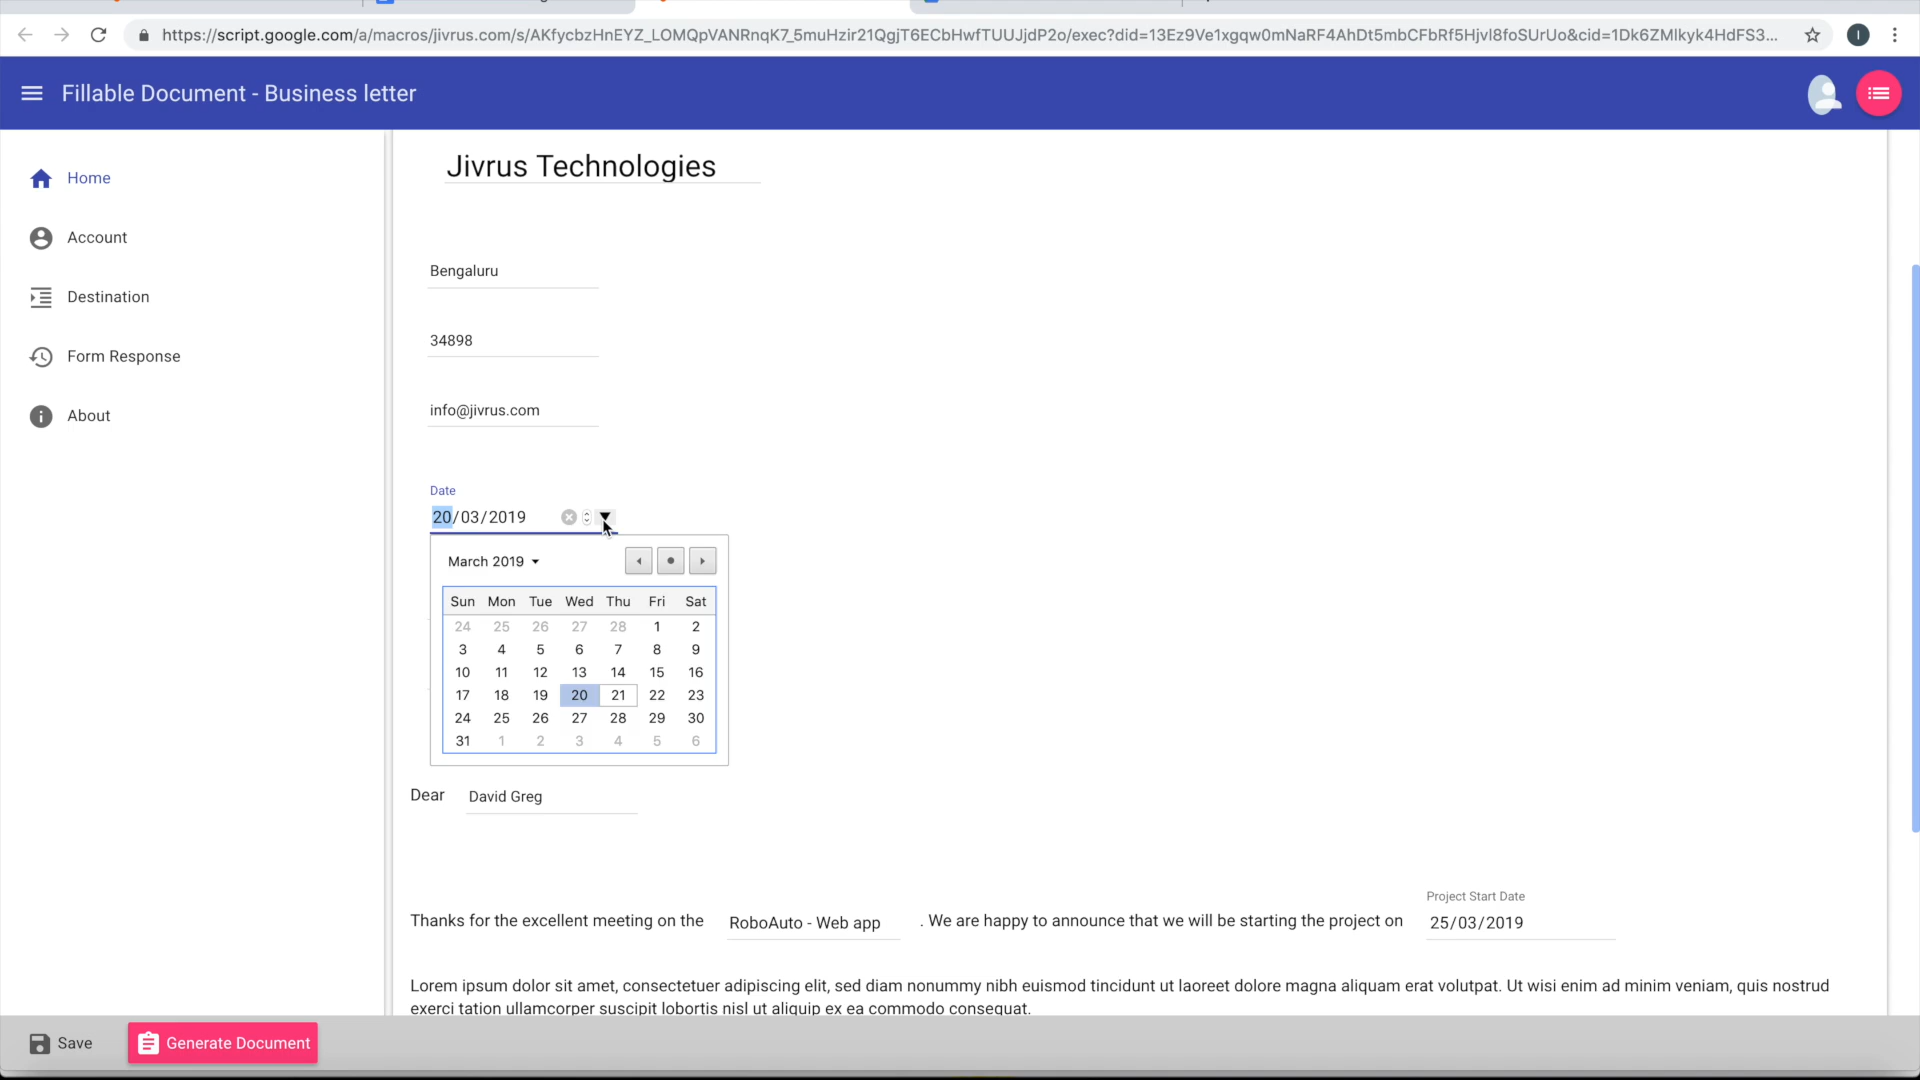 https://script.google.com/a/macros/jivrus.com/s/AKfycbzHnEYZ_LOMQpVANRnqK7_5muHzir21QgjT6ECbHwfTUUJjdP2o/exec?did=13Ez9Ve1xgqw0mNaRF4AhDt5mbCFbRf5Hjvl8foSUrUo&cid=1Dk6ZMlkyk4HdFS3...
I
Fillable Document - Business letter
Home
Account
Destination
Form Response
About
Jivrus Technologies
Bengaluru
34898
info@jivrus.com
Date
20/03/2019
March 2019
Sun Mon Tue Wed Thu Fri Sat
24 25 26 27 28 1 2
3 4 5 6 7 8 9
10 11 12 13 14 15 16
17 18 19 20 21 22 23
24 25 26 27 28 29 30
31 1 2 3 4 5 6
Dear David Greg
Project Start Date
Thanks for the excellent meeting on the RoboAuto - Web app . We are happy to announce that we will be starting the project on 25/03/2019
Lorem ipsum dolor sit amet, consectetuer adipiscing elit, sed diam nonummy nibh euismod tincidunt ut laoreet dolore magna aliquam erat volutpat. Ut wisi enim ad minim veniam, quis nostrud
exerci tation ullamcorper suscipit lobortis nisl ut aliquip ex ea commodo consequat.
Save
Generate Document